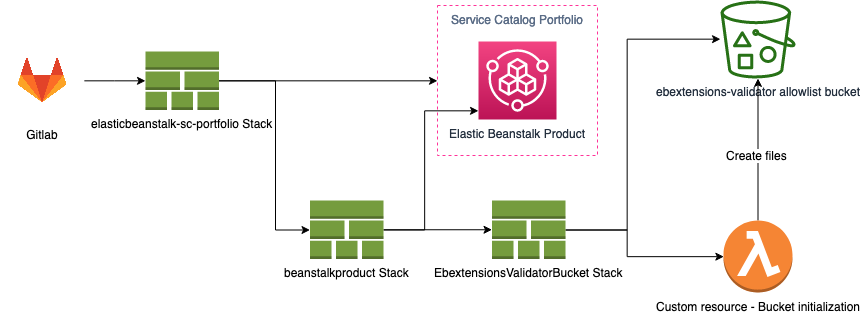 Service Catalog Portfolio
ebextensions-validator allowlist bucket
elasticbeanstalk-sc-portfolio Stack
Gitlab
Elastic Beanstalk Product
Create files
beanstalkproduct Stack
EbextensionsValidatorBucket Stack
Custom resource - Bucket initialization